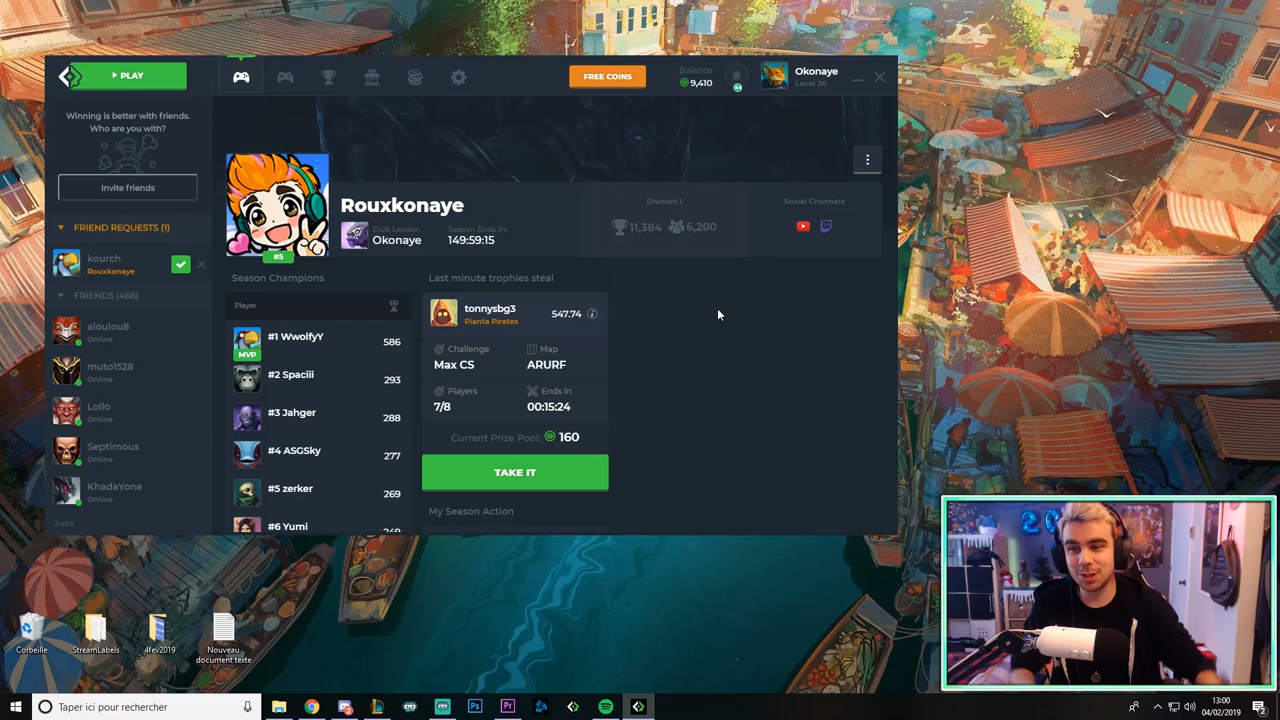 PLAY
FREE COINS
Balance
9,410
44
Okonaye
Level 20
Winning is better with friends.
Who are you with?
Invite friends
FRIEND REQUESTS (1)
kourch
Rouxkonaye
FRIENDS (468)
aloulou8
Online
muto1528
Online
Lollo
Online
Septimous
Online
KhadaYone
Online
beta
#5
Rouxkonaye
Club Leader:
Okonaye
Season Ends In:
149:59:15
Division I
11,384
6,200
Social Channels
Season Champions
Player
#1 WwolfyY
586
MVP
#2 Spaciii
293
#3 Jahger
288
#4 ASGSky
277
#5 zerker
269
#6 Yumi
249
Last minute trophies steal
tonnysbg3
Pianta Pirates
547.74
Challenge
Max CS
Map
ARURF
Players
7/8
Ends In
00:15:24
Current Prize Pool:
160
TAKE IT
My Season Action
Corbeille
StreamLabels
4fev2019
Nouveau
document texte
Taper ici pour rechercher
13:00
04/02/2019
2